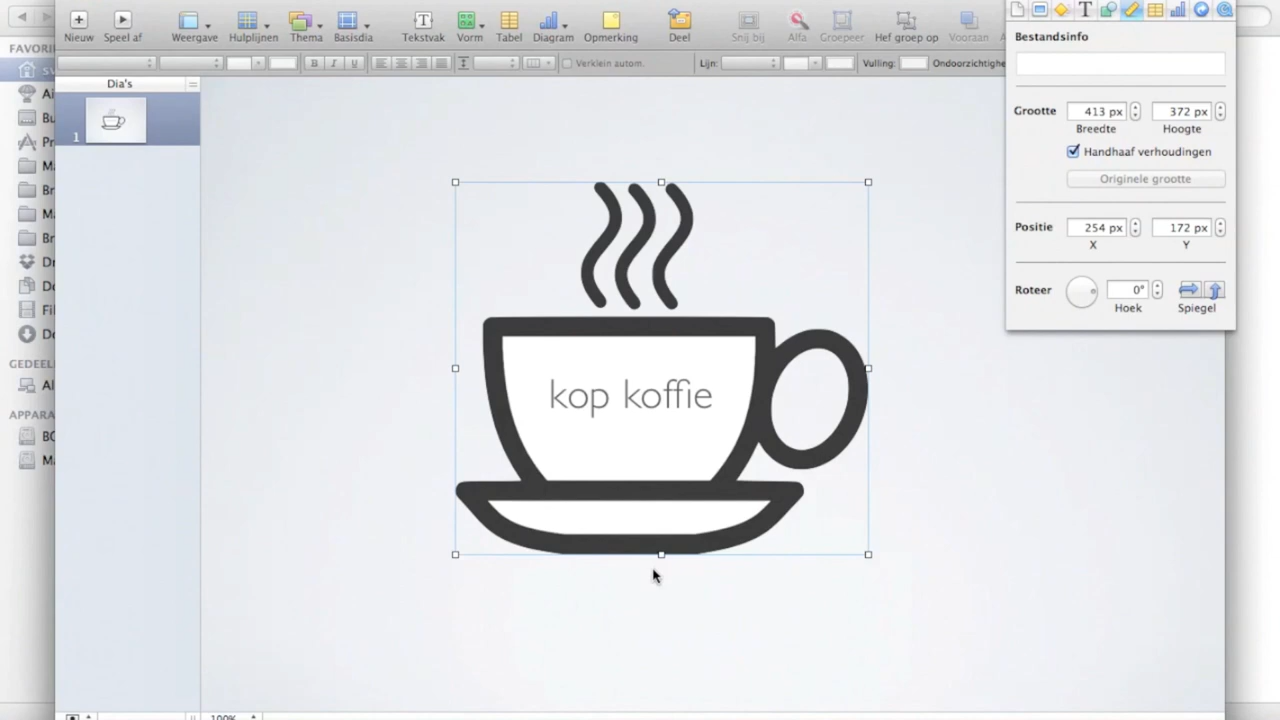 Nieuw Speel af Weergave Hulplijnen Thema Basisdia Tekstvak Vorm Tabel Diagram Opmerking Deel Snij bij Alfa Groepeer Hef groep op Vooraan
B I U Verklein autom. Lijn: Vulling: Ondoorzichtighe
FAVORI
Dia's
1
GEDEEL
APPARA
kop koffie
Bestandsinfo
Grootte 413 px 372 px
Breedte Hoogte
Handhaaf verhoudingen
Originele grootte
Positie 254 px 172 px
X Y
Roteer 0°
Hoek Spiegel
100%